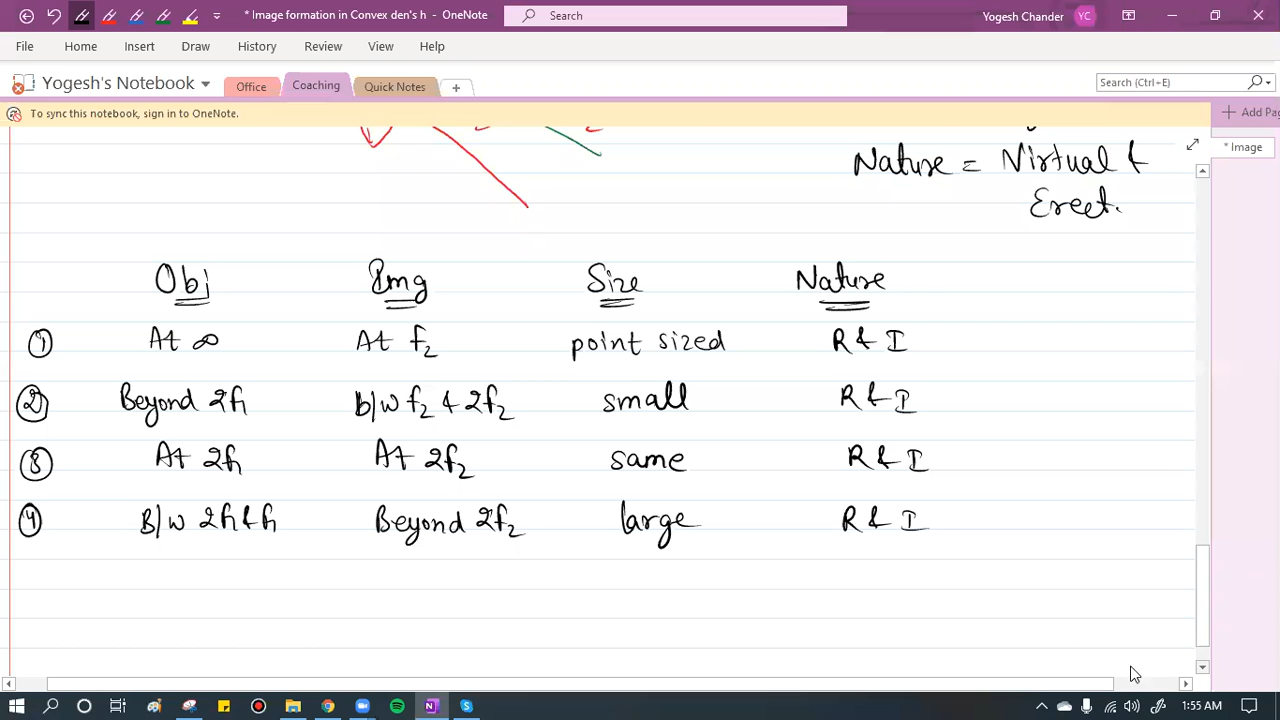 * Image formation in Convex den's h - OneNote
Search
Yogesh Chander YC
File Home Insert Draw History Review View Help
Yogesh's Notebook Office Coaching Quick Notes +
Search (Ctrl+E)
To sync this notebook, sign in to OneNote.
+ Add Pag
* Image
Nature = Virtual &
Erect.
Obj Img Size Nature
1 At ∞ At f2 point sized R & I
2 Beyond 2f1 b/w f2 & 2f2 small R & I
3 At 2f1 At 2f2 same R & I
4 B/w 2f1 & f1 Beyond 2f2 large R & I
1:55 AM